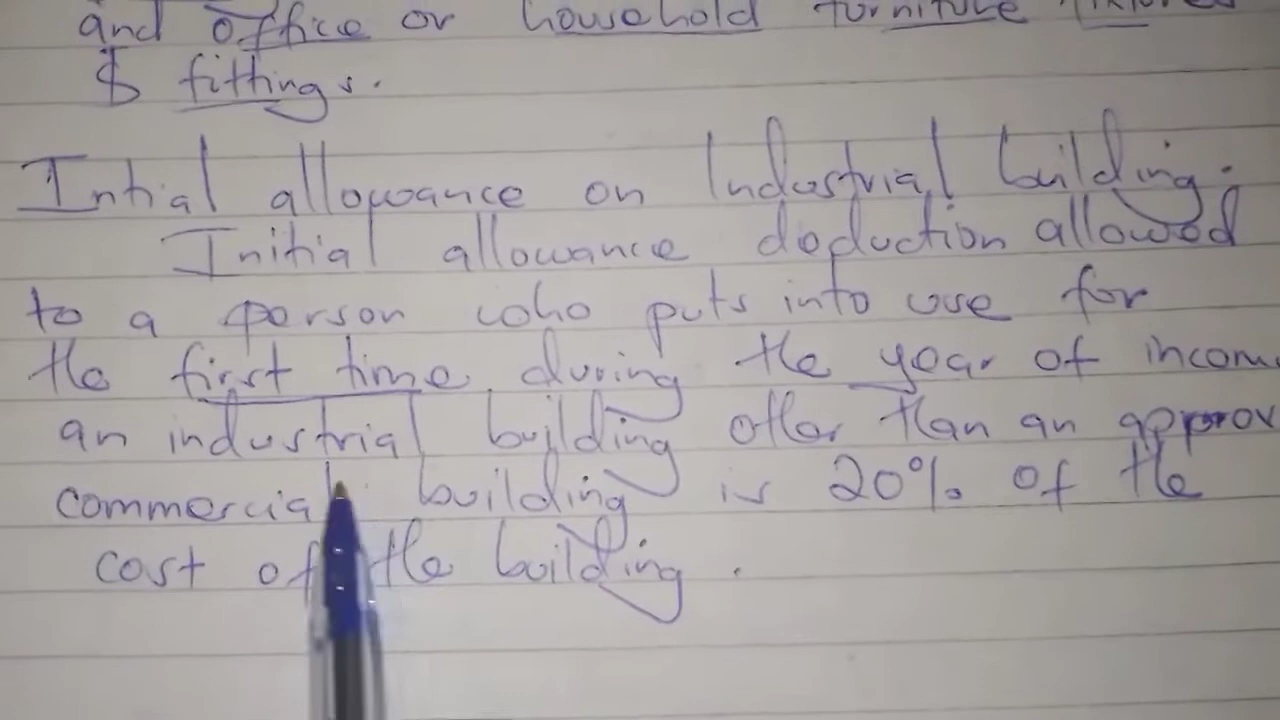 and office or household furniture fixtures
& fittings.
Intial allowance on Industrial building.
Initial allowance deduction allowed
to a person who puts into use for
the first time during the year of incom
an industrial building other than an approv
commercial building is 20% of the
cost of the building.